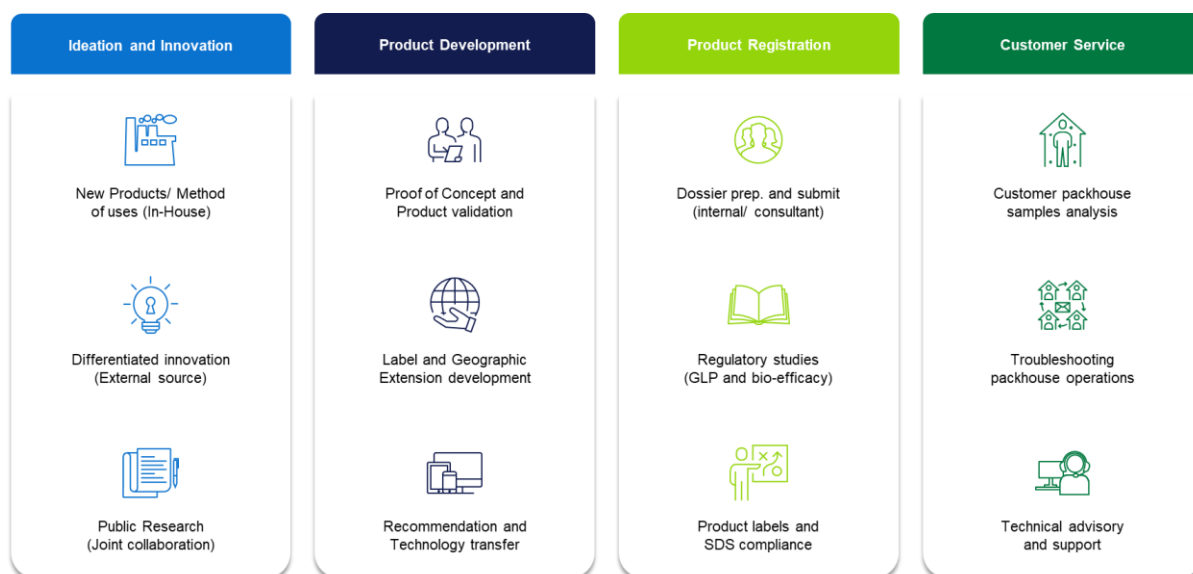 Ideation and Innovation
New Products/ Method
of uses (In-House)
Differentiated innovation
(External source)
Public Research
(Joint collaboration)
Product Development
Proof of Concept and
Product validation
Label and Geographic
Extension development
Recommendation and
Technology transfer
Product Registration
Dossier prep. and submit
(internal/ consultant)
Regulatory studies
(GLP and bio-efficacy)
Product labels and
SDS compliance
Customer Service
Customer packhouse
samples analysis
Troubleshooting
packhouse operations
Technical advisory
and support